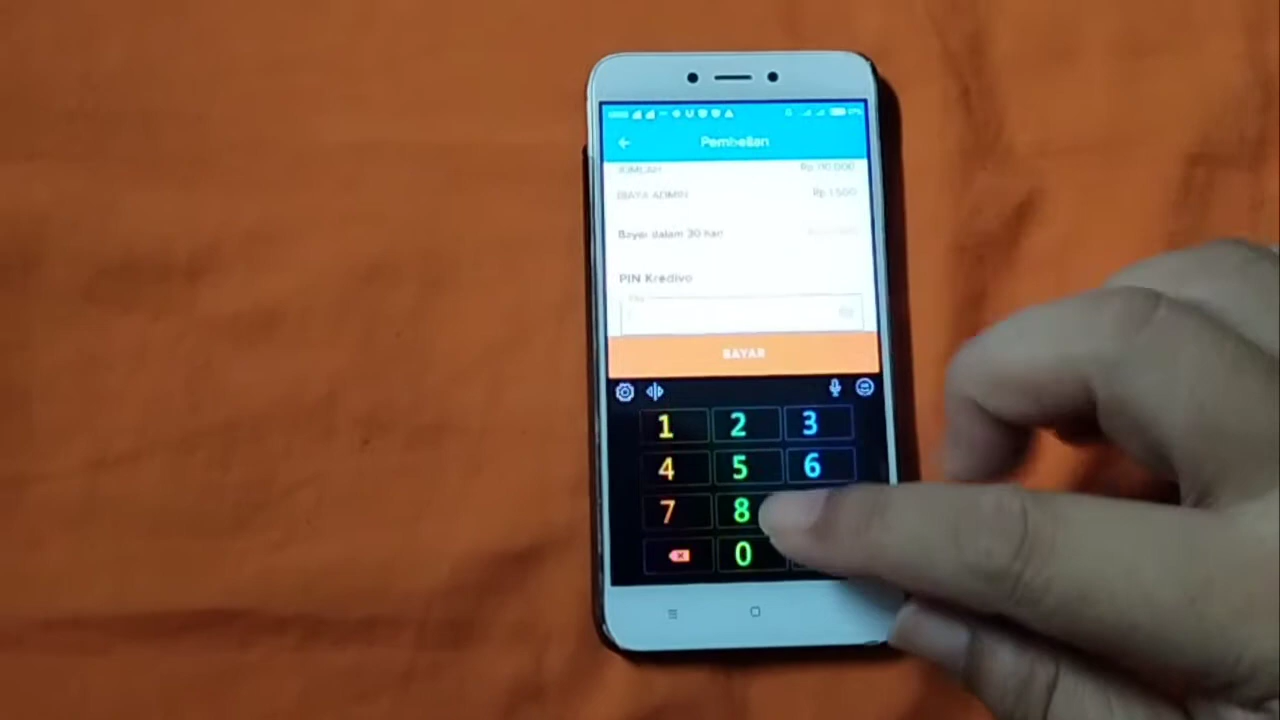 Pembelian
JUMLAH Rp 110.000
BIAYA ADMIN Rp 1.500
Bayar dalam 30 hari
PIN Kredivo
BAYAR
1 2 3
4 5 6
7 8
0